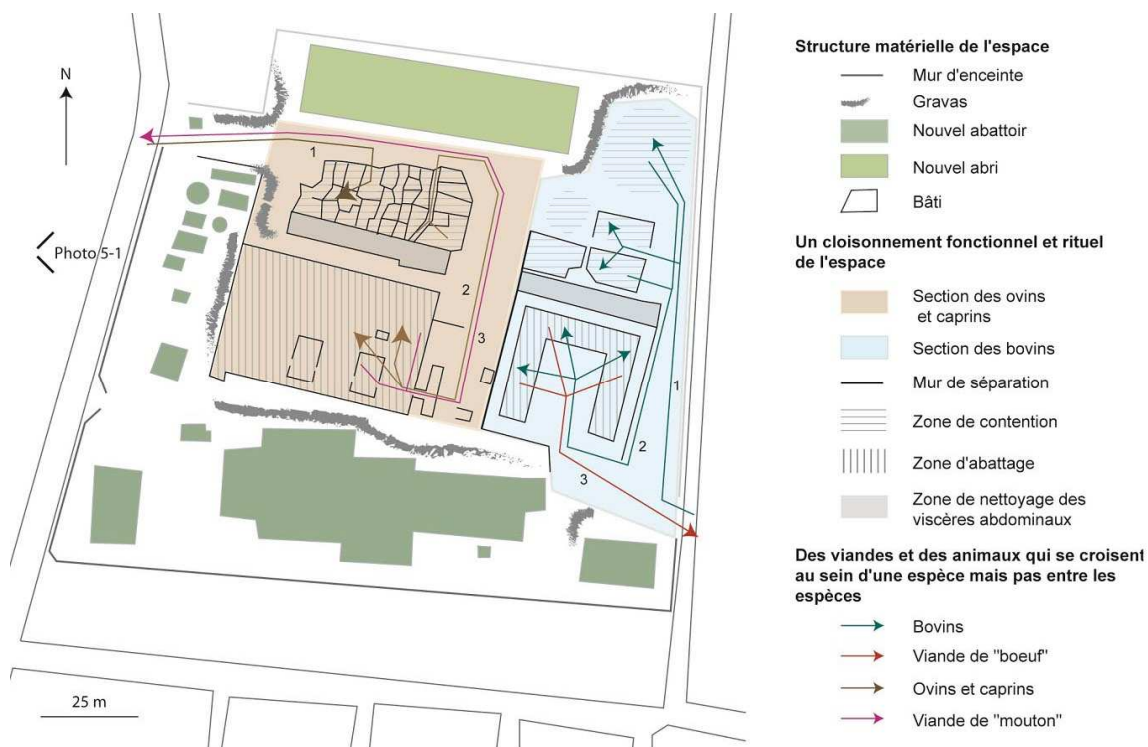 N
Photo 5-1
1
2
3
1
2
3
25 m
Structure matérielle de l'espace
Mur d'enceinte
Gravas
Nouvel abattoir
Nouvel abri
Bâti
Un cloisonnement fonctionnel et rituel
de l'espace
Section des ovins
et caprins
Section des bovins
Mur de séparation
Zone de contention
Zone d'abattage
Zone de nettoyage des
viscères abdominaux
Des viandes et des animaux qui se croisent
au sein d'une espèce mais pas entre les
espèces
Bovins
Viande de "boeuf"
Ovins et caprins
Viande de "mouton"